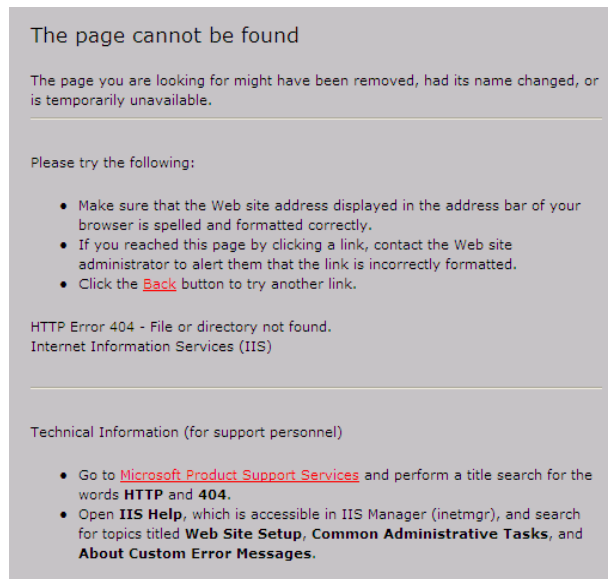 The page cannot be found
The page you are looking for might have been removed, had its name changed, or
is temporarily unavailable.
Please try the following:
● Make sure that the Web site address displayed in the address bar of your
browser is spelled and formatted correctly.
● If you reached this page by clicking a link, contact the Web site
administrator to alert them that the link is incorrectly formatted.
● Click the Back button to try another link.
HTTP Error 404 - File or directory not found.
Internet Information Services (IIS)
Technical Information (for support personnel)
● Go to Microsoft Product Support Services and perform a title search for the
words HTTP and 404.
● Open IIS Help, which is accessible in IIS Manager (inetmgr), and search
for topics titled Web Site Setup, Common Administrative Tasks, and
About Custom Error Messages.